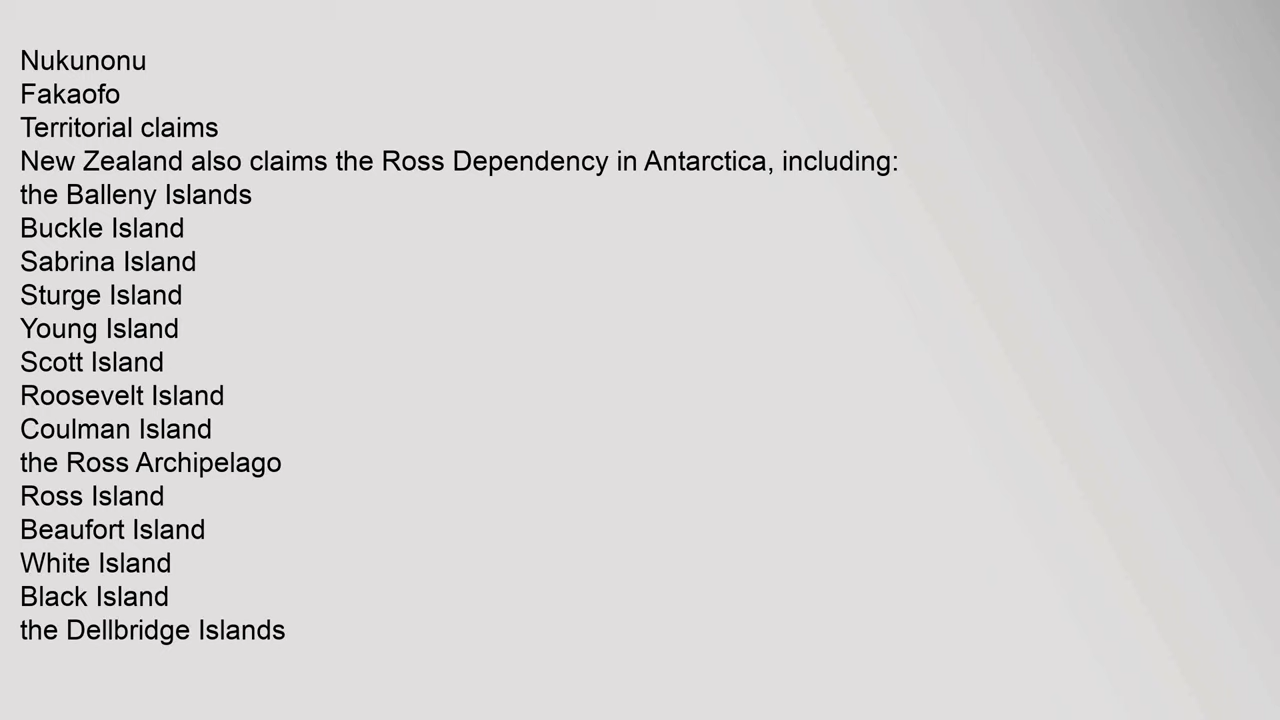 Nukunonu
Fakaofo
Territorial claims
New Zealand also claims the Ross Dependency in Antarctica, including:
the Balleny Islands
Buckle Island
Sabrina Island
Sturge Island
Young Island
Scott Island
Roosevelt Island
Coulman Island
the Ross Archipelago
Ross Island
Beaufort Island
White Island
Black Island
the Dellbridge Islands